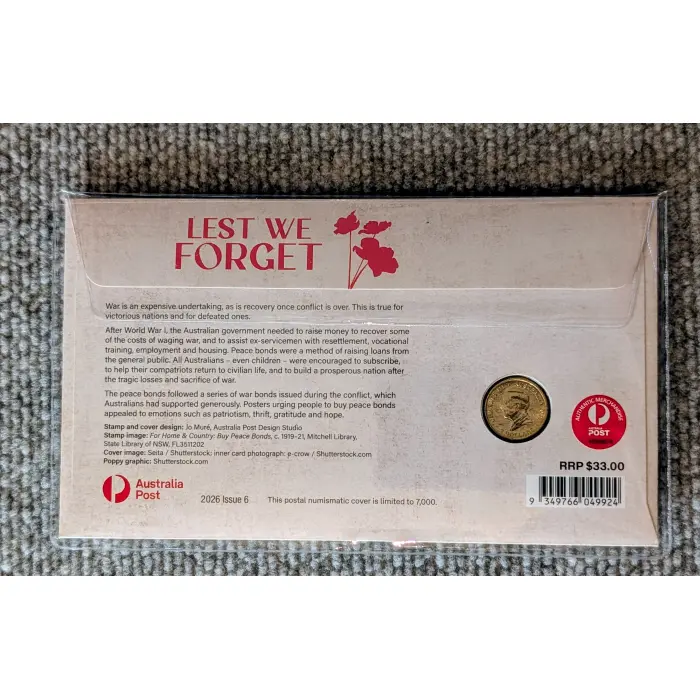 LEST WE
FORGET
War is an expensive undertaking, as is recovery once conflict is over. This is true for
victorious nations and for defeated ones.
After World War I, the Australian government needed to raise money to recover some
of the costs of waging war, and to assist ex-servicemen with resettlement, vocational
training, employment and housing. Peace bonds were a method of raising loans from
the general public. All Australians – even children – were encouraged to subscribe,
to help their compatriots return to civilian life, and to build a prosperous nation after
the tragic losses and sacrifice of war.
The peace bonds followed a series of war bonds issued during the conflict, which
Australians had supported generously. Posters urging people to buy peace bonds
appealed to emotions such as patriotism, thrift, gratitude and hope.
Stamp and cover design: Jo Muré, Australia Post Design Studio
Stamp image: For Home & Country: Buy Peace Bonds, c. 1919–21, Mitchell Library,
State Library of NSW, FL3511202
Cover image: Seita / Shutterstock; inner card photograph: e-crow / Shutterstock.com
Poppy graphic: Shutterstock.com
Australia
Post
2026 Issue 6
This postal numismatic cover is limited to 7,000.
AUTHENTIC MERCHANDISE
POST
RRP $33.00
9 349766 049924